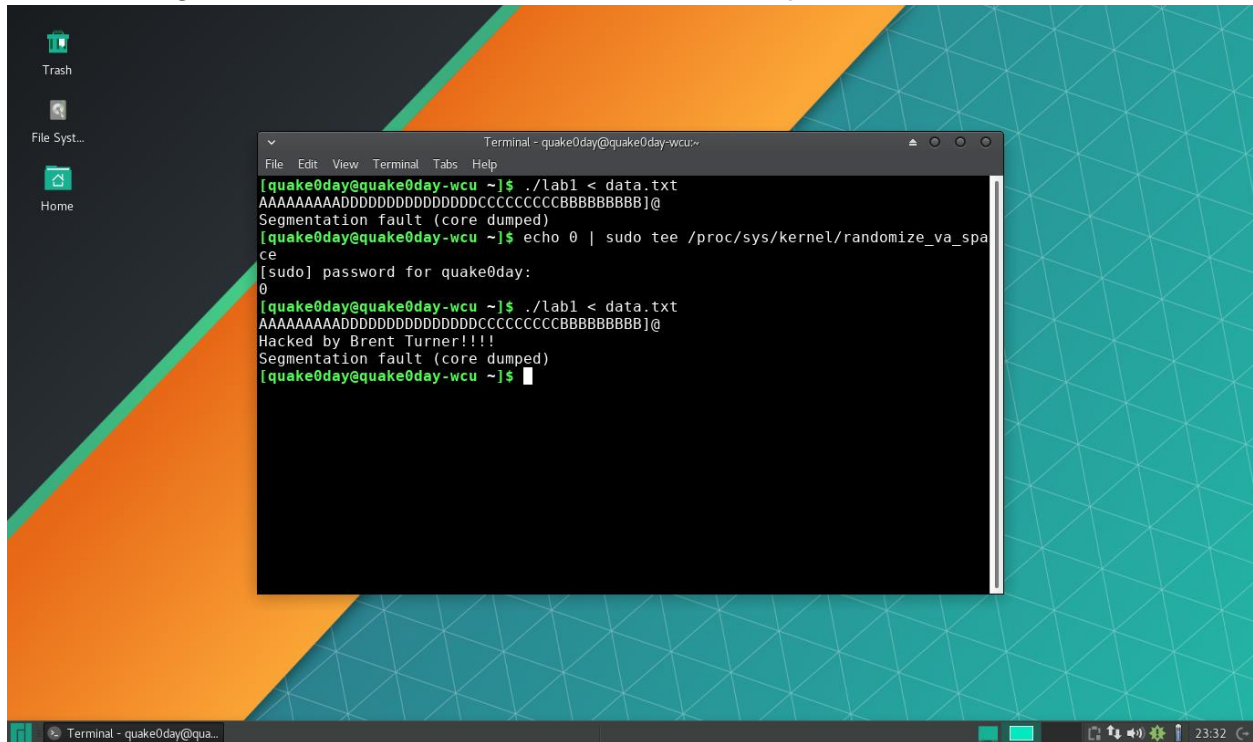 Trash
File Syst...
Home
Terminal - quake0day@quake0day-wcu:~
File Edit View Terminal Tabs Help
[quake0day@quake0day-wcu ~]$ ./lab1 < data.txt
AAAAAAAAADDDDDDDDDDDDDDDCCCCCCCCCBBBBBBBBB]@
Segmentation fault (core dumped)
[quake0day@quake0day-wcu ~]$ echo 0 | sudo tee /proc/sys/kernel/randomize_va_spa
ce
[sudo] password for quake0day:
0
[quake0day@quake0day-wcu ~]$ ./lab1 < data.txt
AAAAAAAAADDDDDDDDDDDDDDDCCCCCCCCCBBBBBBBBB]@
Hacked by Brent Turner!!!!
Segmentation fault (core dumped)
[quake0day@quake0day-wcu ~]$
Terminal - quake0day@qua...
23:32